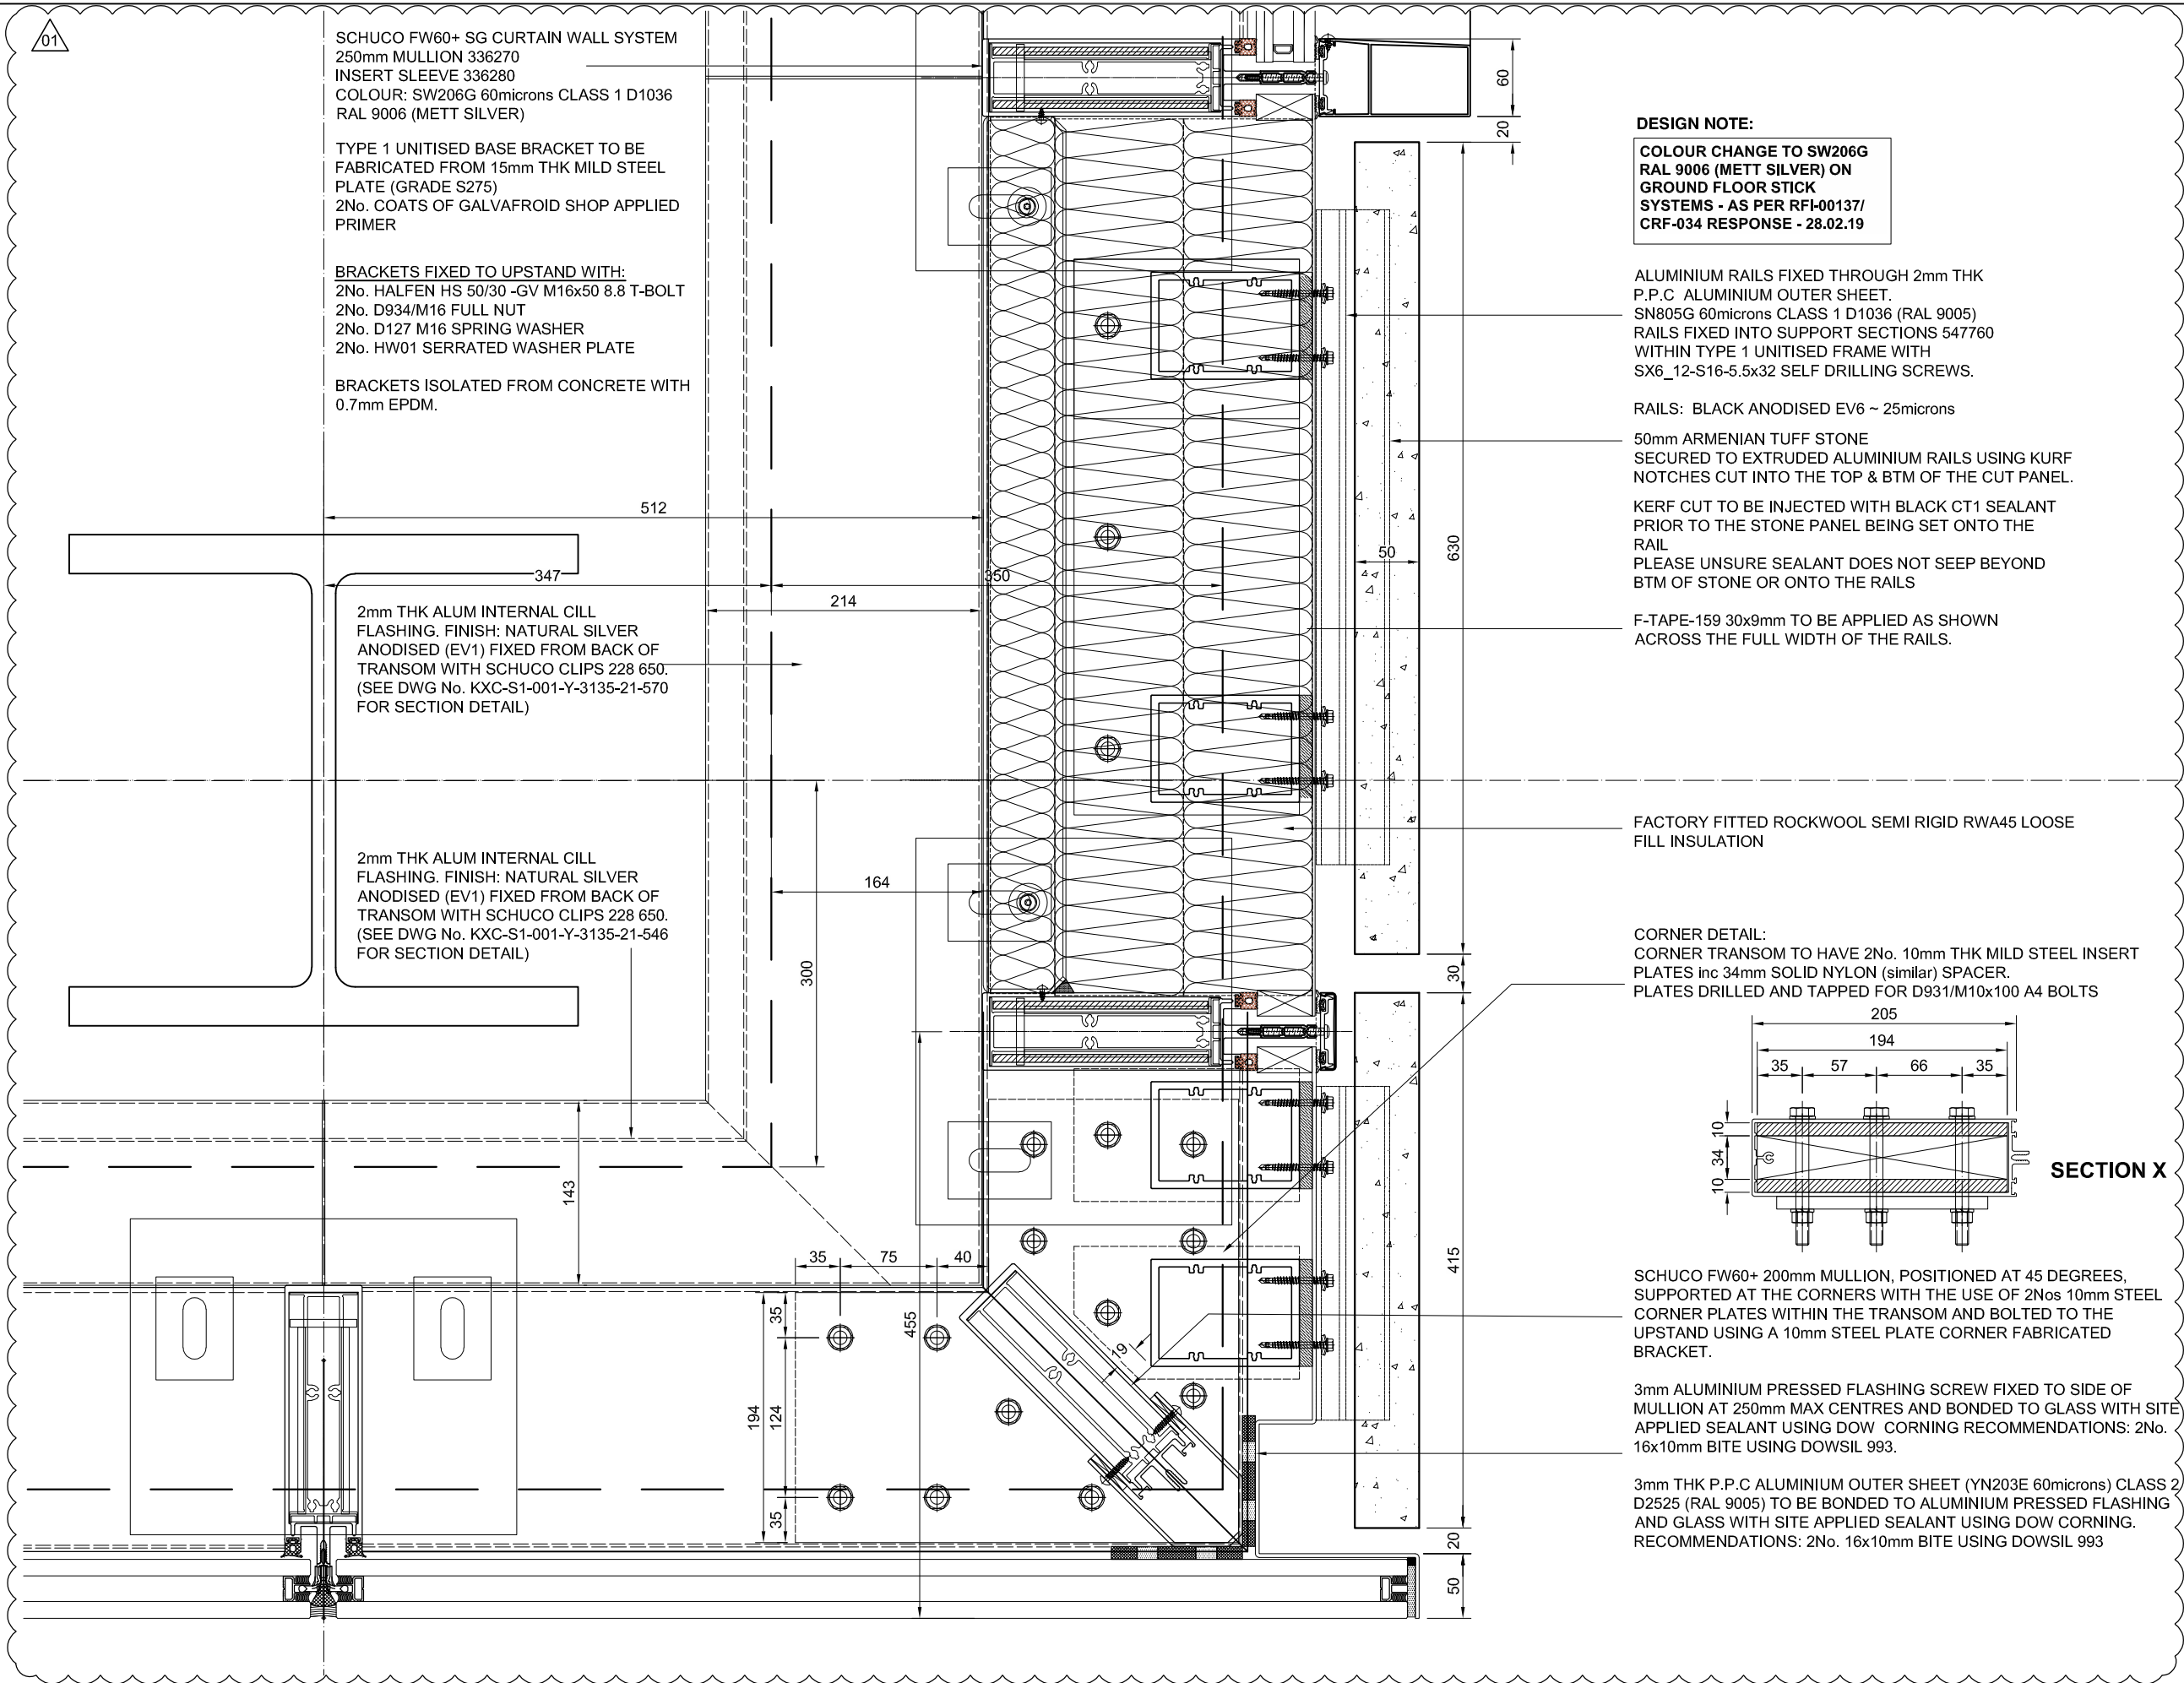 01
SCHUCO FW60+ SG CURTAIN WALL SYSTEM
250mm MULLION 336270
INSERT SLEEVE 336280
COLOUR: SW206G 60microns CLASS 1 D1036
RAL 9006 (METT SILVER)
TYPE 1 UNITISED BASE BRACKET TO BE
FABRICATED FROM 15mm THK MILD STEEL
PLATE (GRADE S275)
2No. COATS OF GALVAFROID SHOP APPLIED
PRIMER
BRACKETS FIXED TO UPSTAND WITH:
2No. HALFEN HS 50/30 -GV M16x50 8.8 T-BOLT
2No. D934/M16 FULL NUT
2No. D127 M16 SPRING WASHER
2No. HW01 SERRATED WASHER PLATE
BRACKETS ISOLATED FROM CONCRETE WITH
0.7mm EPDM.
512
347
350
214
2mm THK ALUM INTERNAL CILL
FLASHING. FINISH: NATURAL SILVER
ANODISED (EV1) FIXED FROM BACK OF
TRANSOM WITH SCHUCO CLIPS 228 650.
(SEE DWG No. KXC-S1-001-Y-3135-21-570
FOR SECTION DETAIL)
2mm THK ALUM INTERNAL CILL
FLASHING. FINISH: NATURAL SILVER
ANODISED (EV1) FIXED FROM BACK OF
TRANSOM WITH SCHUCO CLIPS 228 650.
(SEE DWG No. KXC-S1-001-Y-3135-21-546
FOR SECTION DETAIL)
164
300
143
35
75
40
35
194
124
35
455
19
60
20
630
50
30
415
20
50
DESIGN NOTE:
COLOUR CHANGE TO SW206G
RAL 9006 (METT SILVER) ON
GROUND FLOOR STICK
SYSTEMS - AS PER RFI-00137/
CRF-034 RESPONSE - 28.02.19
ALUMINIUM RAILS FIXED THROUGH 2mm THK
P.P.C ALUMINIUM OUTER SHEET.
SN805G 60microns CLASS 1 D1036 (RAL 9005)
RAILS FIXED INTO SUPPORT SECTIONS 547760
WITHIN TYPE 1 UNITISED FRAME WITH
SX6_12-S16-5.5x32 SELF DRILLING SCREWS.
RAILS: BLACK ANODISED EV6 ~ 25microns
50mm ARMENIAN TUFF STONE
SECURED TO EXTRUDED ALUMINIUM RAILS USING KURF
NOTCHES CUT INTO THE TOP & BTM OF THE CUT PANEL.
KERF CUT TO BE INJECTED WITH BLACK CT1 SEALANT
PRIOR TO THE STONE PANEL BEING SET ONTO THE
RAIL
PLEASE UNSURE SEALANT DOES NOT SEEP BEYOND
BTM OF STONE OR ONTO THE RAILS
F-TAPE-159 30x9mm TO BE APPLIED AS SHOWN
ACROSS THE FULL WIDTH OF THE RAILS.
FACTORY FITTED ROCKWOOL SEMI RIGID RWA45 LOOSE
FILL INSULATION
CORNER DETAIL:
CORNER TRANSOM TO HAVE 2No. 10mm THK MILD STEEL INSERT
PLATES inc 34mm SOLID NYLON (similar) SPACER.
PLATES DRILLED AND TAPPED FOR D931/M10x100 A4 BOLTS
205
194
35
57
66
35
10
34
10
SECTION X
SCHUCO FW60+ 200mm MULLION, POSITIONED AT 45 DEGREES,
SUPPORTED AT THE CORNERS WITH THE USE OF 2Nos 10mm STEEL
CORNER PLATES WITHIN THE TRANSOM AND BOLTED TO THE
UPSTAND USING A 10mm STEEL PLATE CORNER FABRICATED
BRACKET.
3mm ALUMINIUM PRESSED FLASHING SCREW FIXED TO SIDE OF
MULLION AT 250mm MAX CENTRES AND BONDED TO GLASS WITH SITE
APPLIED SEALANT USING DOW CORNING RECOMMENDATIONS: 2No.
16x10mm BITE USING DOWSIL 993.
3mm THK P.P.C ALUMINIUM OUTER SHEET (YN203E 60microns) CLASS 2
D2525 (RAL 9005) TO BE BONDED TO ALUMINIUM PRESSED FLASHING
AND GLASS WITH SITE APPLIED SEALANT USING DOW CORNING.
RECOMMENDATIONS: 2No. 16x10mm BITE USING DOWSIL 993